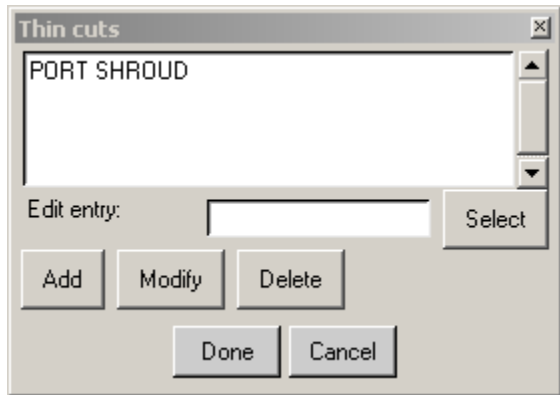 Thin cuts
PORT SHROUD
Edit entry:
Select
Add Modify Delete
Done Cancel